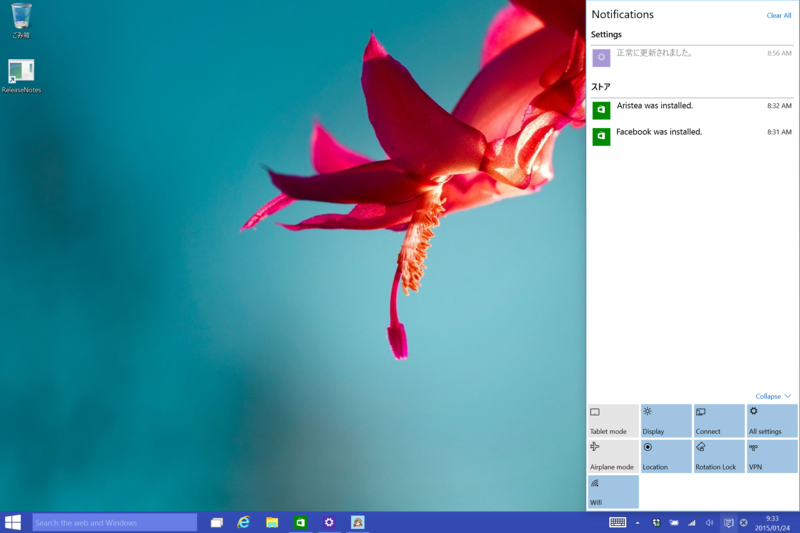 ごみ箱
ReleaseNotes
Notifications
Clear All
Settings
正常に更新されました。
8:56 AM
ストア
Aristea was installed.
8:32 AM
Facebook was installed.
8:31 AM
Collapse
Tablet mode
Display
Connect
All settings
Airplane mode
Location
Rotation Lock
VPN
Wifi
Search the web and Windows
9:33
2015/01/24